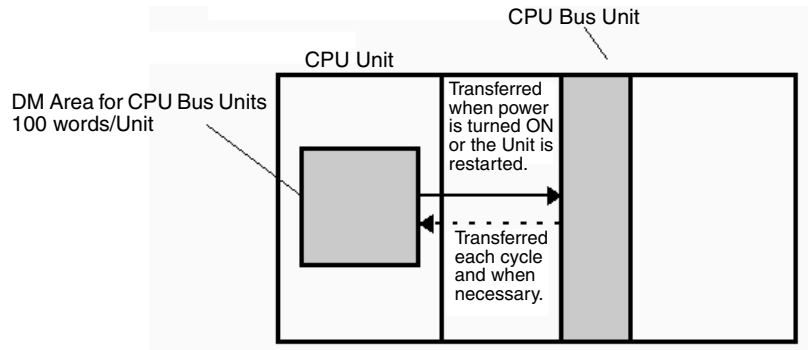 CPU Bus Unit
CPU Unit
DM Area for CPU Bus Units
100 words/Unit
Transferred
when power
is turned ON
or the Unit is
restarted.
Transferred
each cycle
and when
necessary.